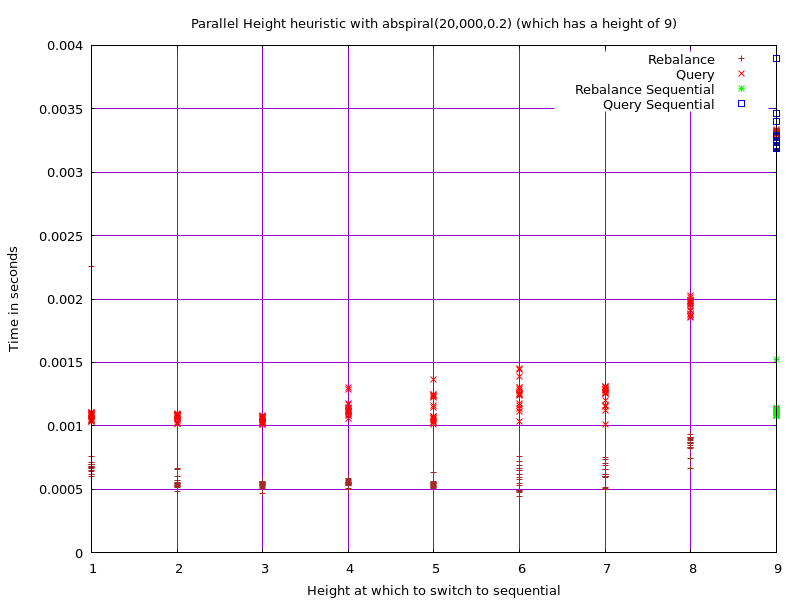 Parallel Height heuristic with abspiral(20,000,0.2) (which has a height of 9)
0.004
0.0035
0.003
0.0025
0.002
0.0015
0.001
0.0005
0
Time in seconds
Rebalance
Query
Rebalance Sequential
Query Sequential
1 2 3 4 5 6 7 8 9
Height at which to switch to sequential